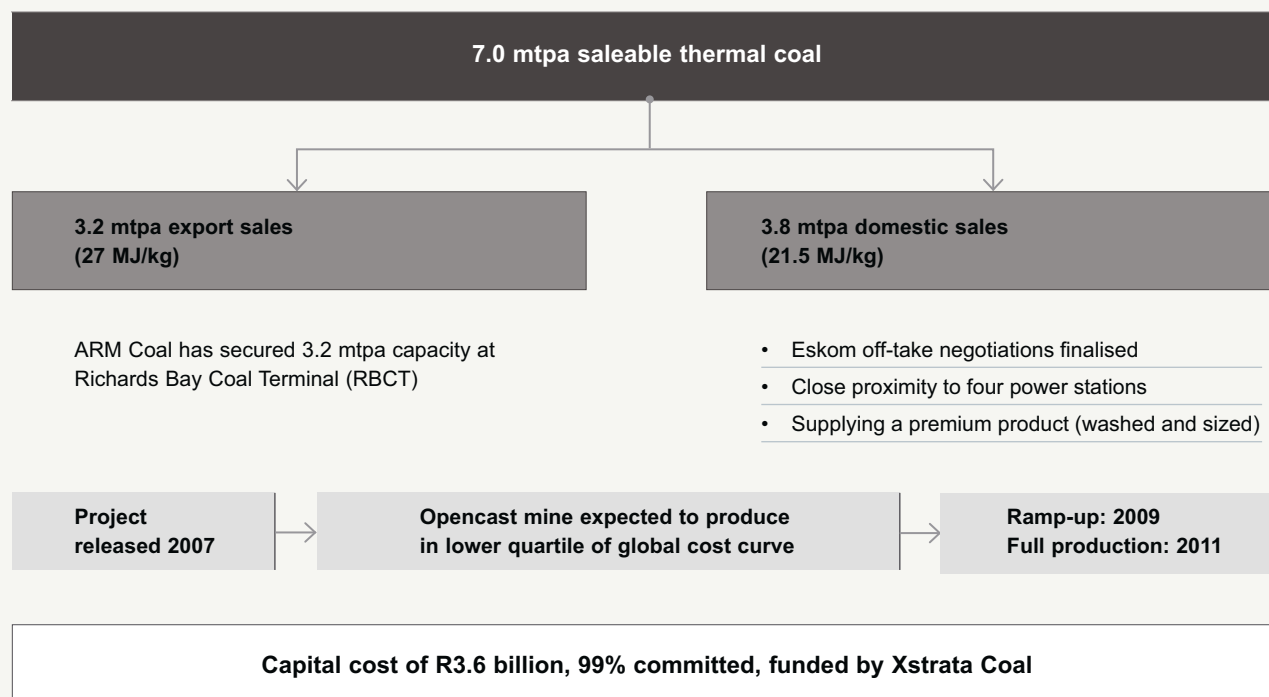 7.0 mtpa saleable thermal coal
3.2 mtpa export sales
(27 MJ/kg)
3.8 mtpa domestic sales
(21.5 MJ/kg)
ARM Coal has secured 3.2 mtpa capacity at
Richards Bay Coal Terminal (RBCT)
• Eskom off-take negotiations finalised
• Close proximity to four power stations
• Supplying a premium product (washed and sized)
Project
released 2007
Opencast mine expected to produce
in lower quartile of global cost curve
Ramp-up: 2009
Full production: 2011
Capital cost of R3.6 billion, 99% committed, funded by Xstrata Coal